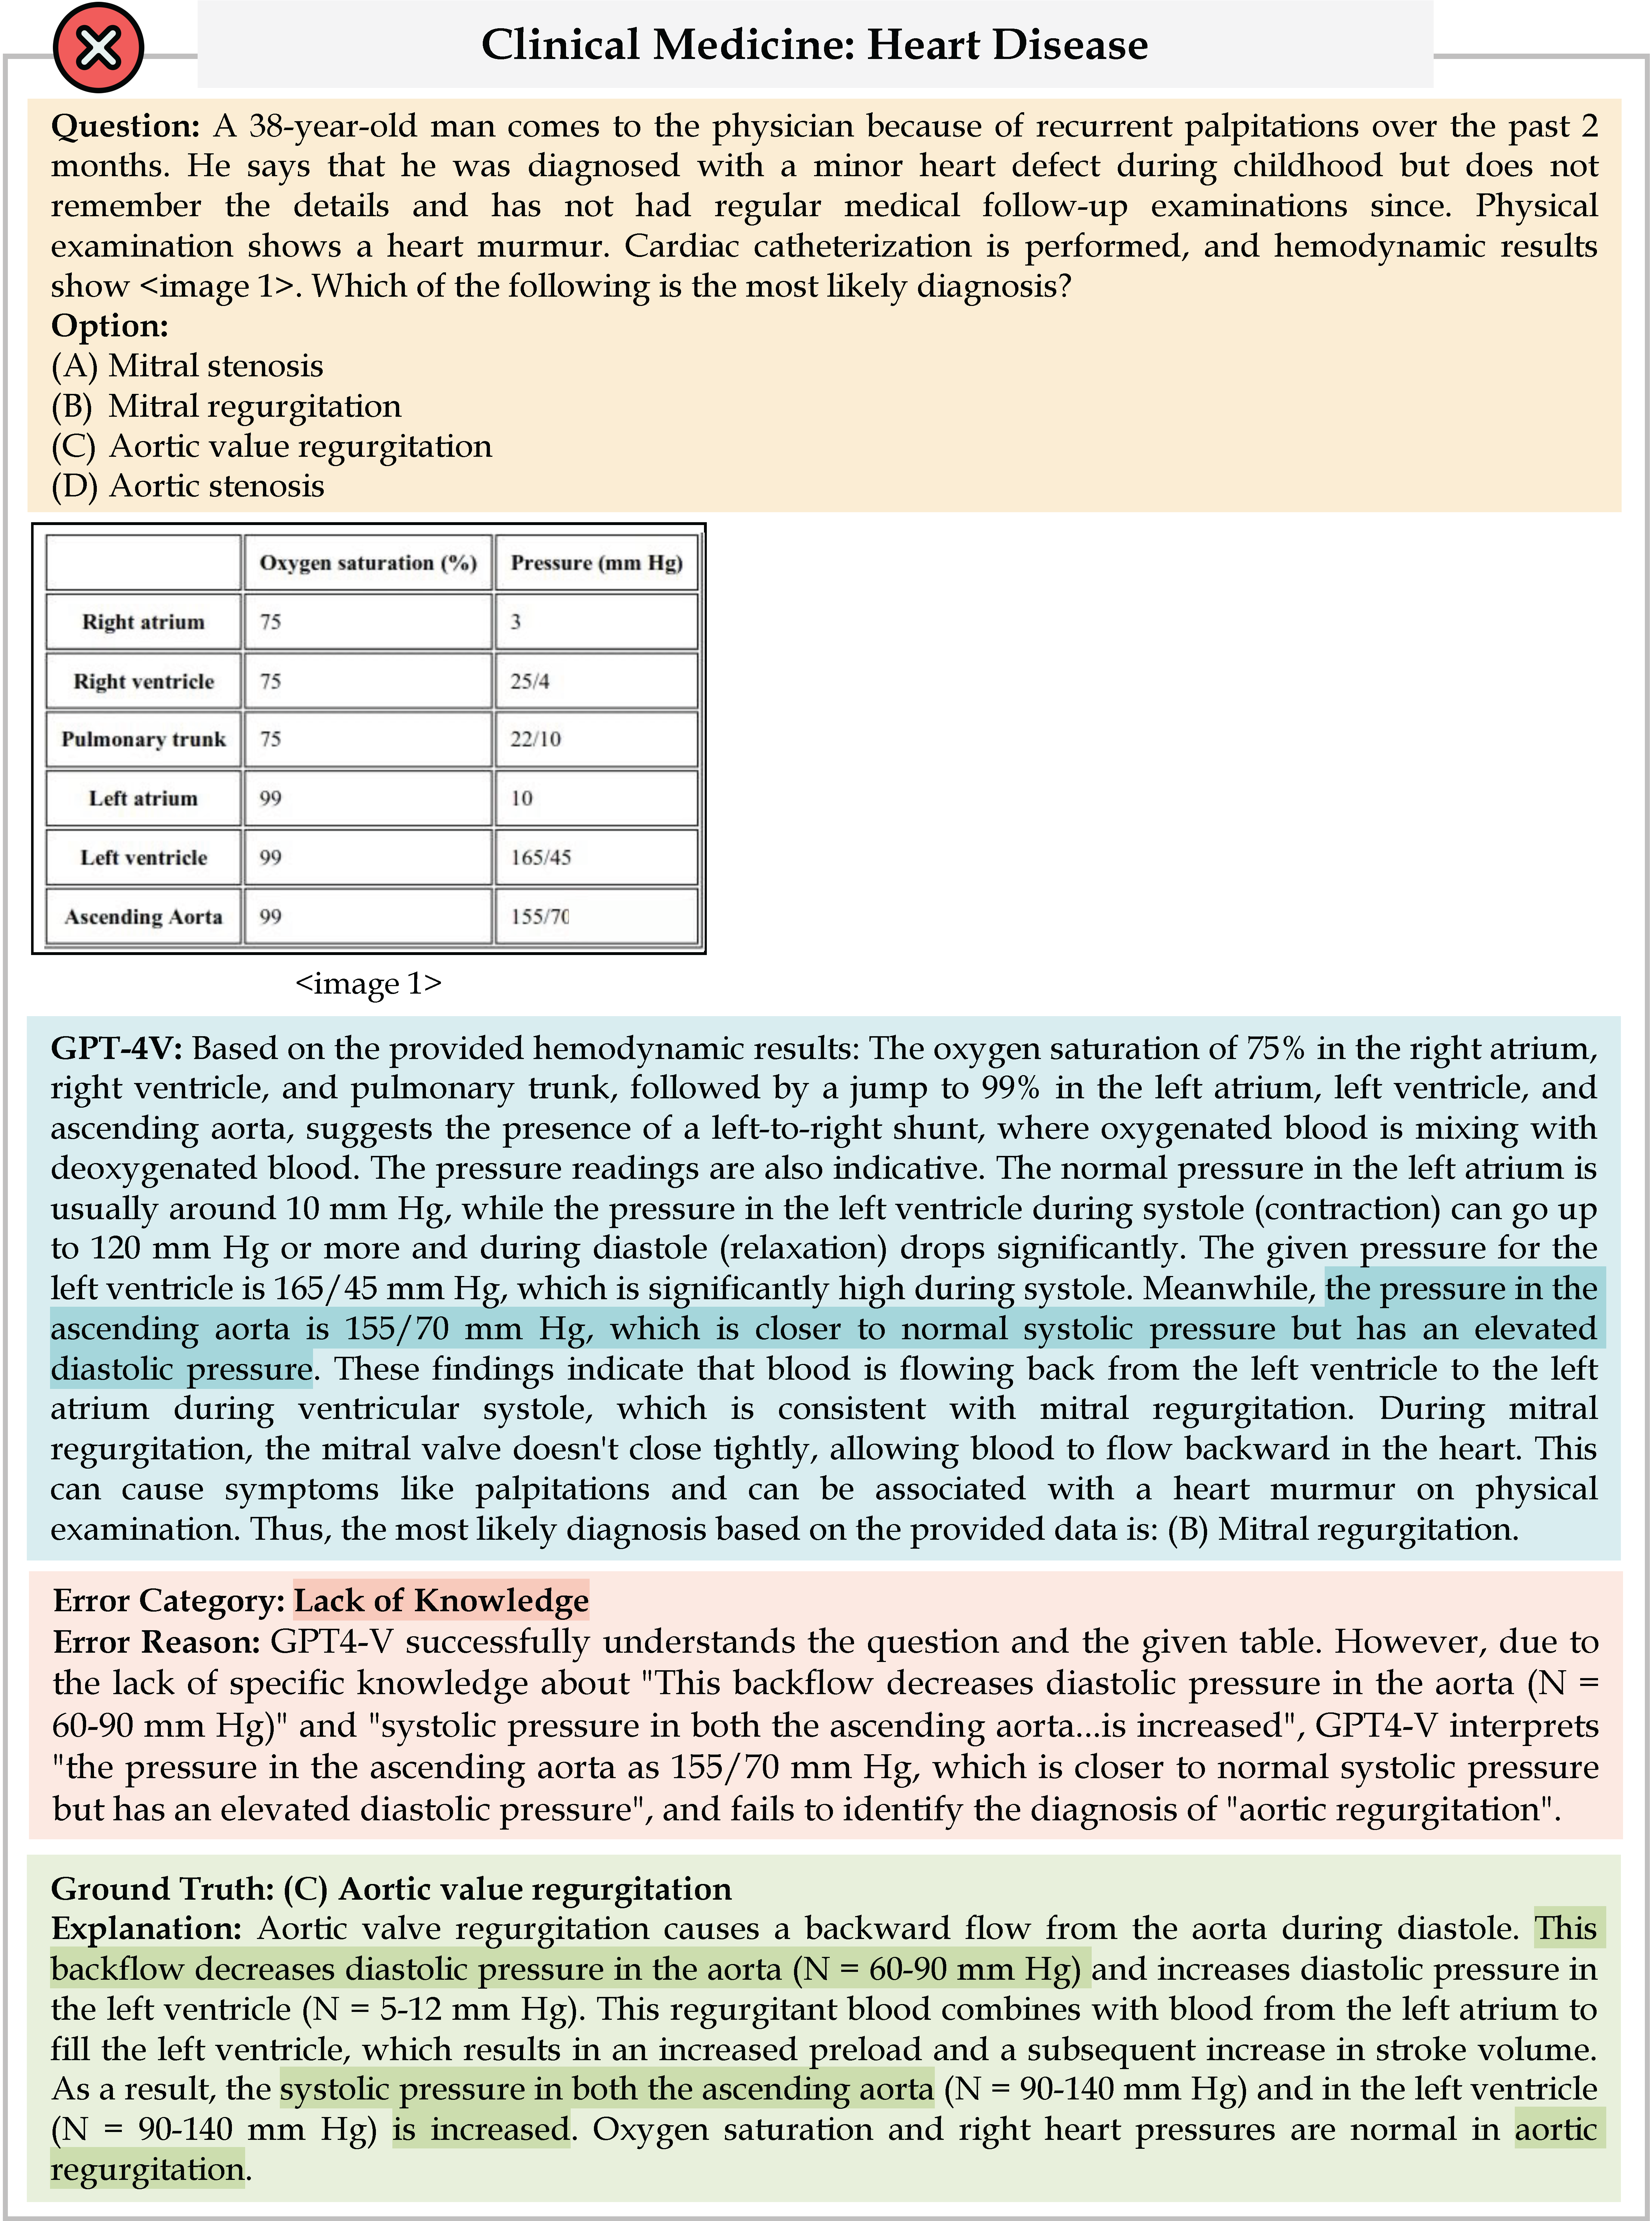 Clinical Medicine: Heart Disease
Question: A 38-year-old man comes to the physician because of recurrent palpitations over the past 2
months. He says that he was diagnosed with a minor heart defect during childhood but does not
remember the details and has not had regular medical follow-up examinations since. Physical
examination shows a heart murmur. Cardiac catheterization is performed, and hemodynamic results
show <image 1>. Which of the following is the most likely diagnosis?
Option:
(A) Mitral stenosis
(B) Mitral regurgitation
(C) Aortic value regurgitation
(D) Aortic stenosis
Oxygen saturation (%) Pressure (mm Hg)
Right atrium 75 3
Right ventricle 75 25/4
Pulmonary trunk 75 22/10
Left atrium 99 10
Left ventricle 99 165/45
Ascending Aorta 99 155/70
<image 1>
GPT-4V: Based on the provided hemodynamic results: The oxygen saturation of 75% in the right atrium,
right ventricle, and pulmonary trunk, followed by a jump to 99% in the left atrium, left ventricle, and
ascending aorta, suggests the presence of a left-to-right shunt, where oxygenated blood is mixing with
deoxygenated blood. The pressure readings are also indicative. The normal pressure in the left atrium is
usually around 10 mm Hg, while the pressure in the left ventricle during systole (contraction) can go up
to 120 mm Hg or more and during diastole (relaxation) drops significantly. The given pressure for the
left ventricle is 165/45 mm Hg, which is significantly high during systole. Meanwhile, the pressure in the
ascending aorta is 155/70 mm Hg, which is closer to normal systolic pressure but has an elevated
diastolic pressure. These findings indicate that blood is flowing back from the left ventricle to the left
atrium during ventricular systole, which is consistent with mitral regurgitation. During mitral
regurgitation, the mitral valve doesn't close tightly, allowing blood to flow backward in the heart. This
can cause symptoms like palpitations and can be associated with a heart murmur on physical
examination. Thus, the most likely diagnosis based on the provided data is: (B) Mitral regurgitation.
Error Category: Lack of Knowledge
Error Reason: GPT4-V successfully understands the question and the given table. However, due to
the lack of specific knowledge about "This backflow decreases diastolic pressure in the aorta (N =
60-90 mm Hg)" and "systolic pressure in both the ascending aorta...is increased", GPT4-V interprets
"the pressure in the ascending aorta as 155/70 mm Hg, which is closer to normal systolic pressure
but has an elevated diastolic pressure", and fails to identify the diagnosis of "aortic regurgitation".
Ground Truth: (C) Aortic value regurgitation
Explanation: Aortic valve regurgitation causes a backward flow from the aorta during diastole. This
backflow decreases diastolic pressure in the aorta (N = 60-90 mm Hg) and increases diastolic pressure in
the left ventricle (N = 5-12 mm Hg). This regurgitant blood combines with blood from the left atrium to
fill the left ventricle, which results in an increased preload and a subsequent increase in stroke volume.
As a result, the systolic pressure in both the ascending aorta (N = 90-140 mm Hg) and in the left ventricle
(N = 90-140 mm Hg) is increased. Oxygen saturation and right heart pressures are normal in aortic
regurgitation.